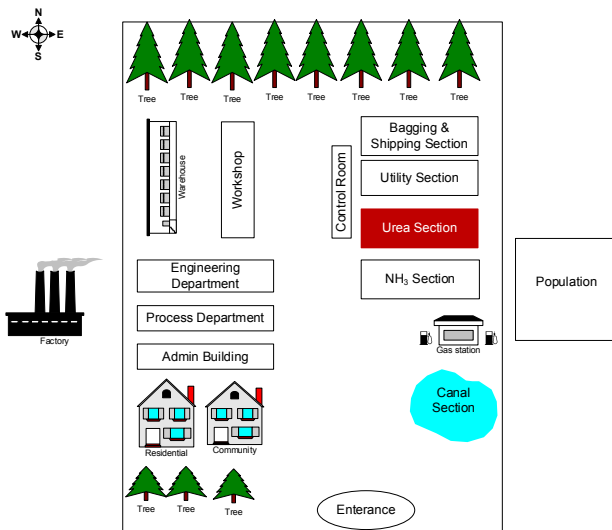 N
W E
S
Tree Tree Tree Tree Tree Tree Tree Tree
Warehouse
Workshop
Control Room
Bagging &
Shipping Section
Utility Section
Urea Section
NH₃ Section
Population
Engineering
Department
Process Department
Admin Building
Factory
Gas station
Canal
Section
Residential
Community
Tree Tree Tree
Enterance